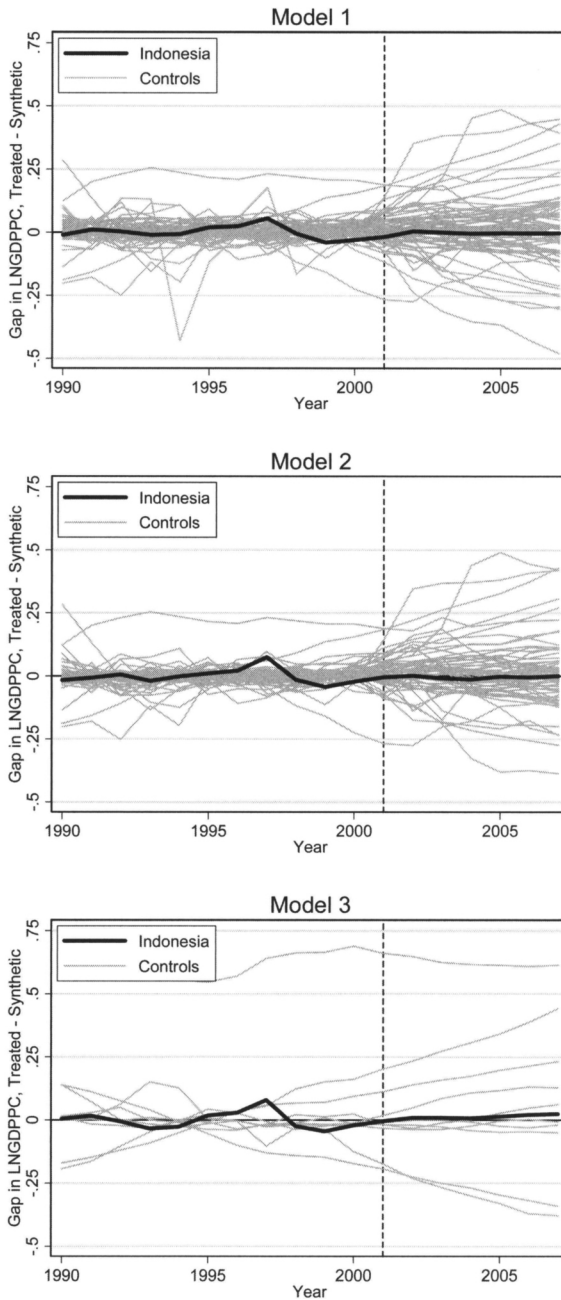 Model 1
Indonesia
Controls
Gap in LNGDPPC, Treated - Synthetic
.75
.5
.25
0
-.25
-.5
1990 1995 2000 2005
Year
Model 2
Indonesia
Controls
Gap in LNGDPPC, Treated - Synthetic
.75
.5
.25
0
-.25
-.5
1990 1995 2000 2005
Year
Model 3
Indonesia
Controls
Gap in LNGDPPC, Treated - Synthetic
.75
.5
.25
0
-.25
-.5
1990 1995 2000 2005
Year